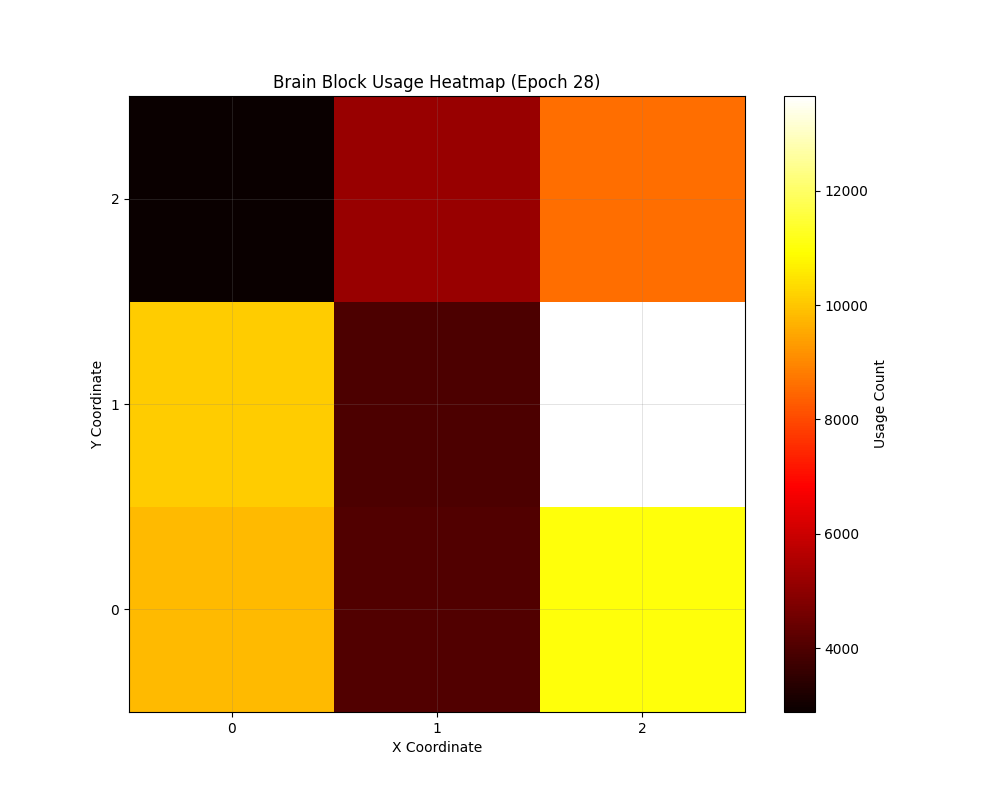 Brain Block Usage Heatmap (Epoch 28)
Y Coordinate
2
1
0
0 1 2
X Coordinate
12000
10000
8000
6000
4000
Usage Count